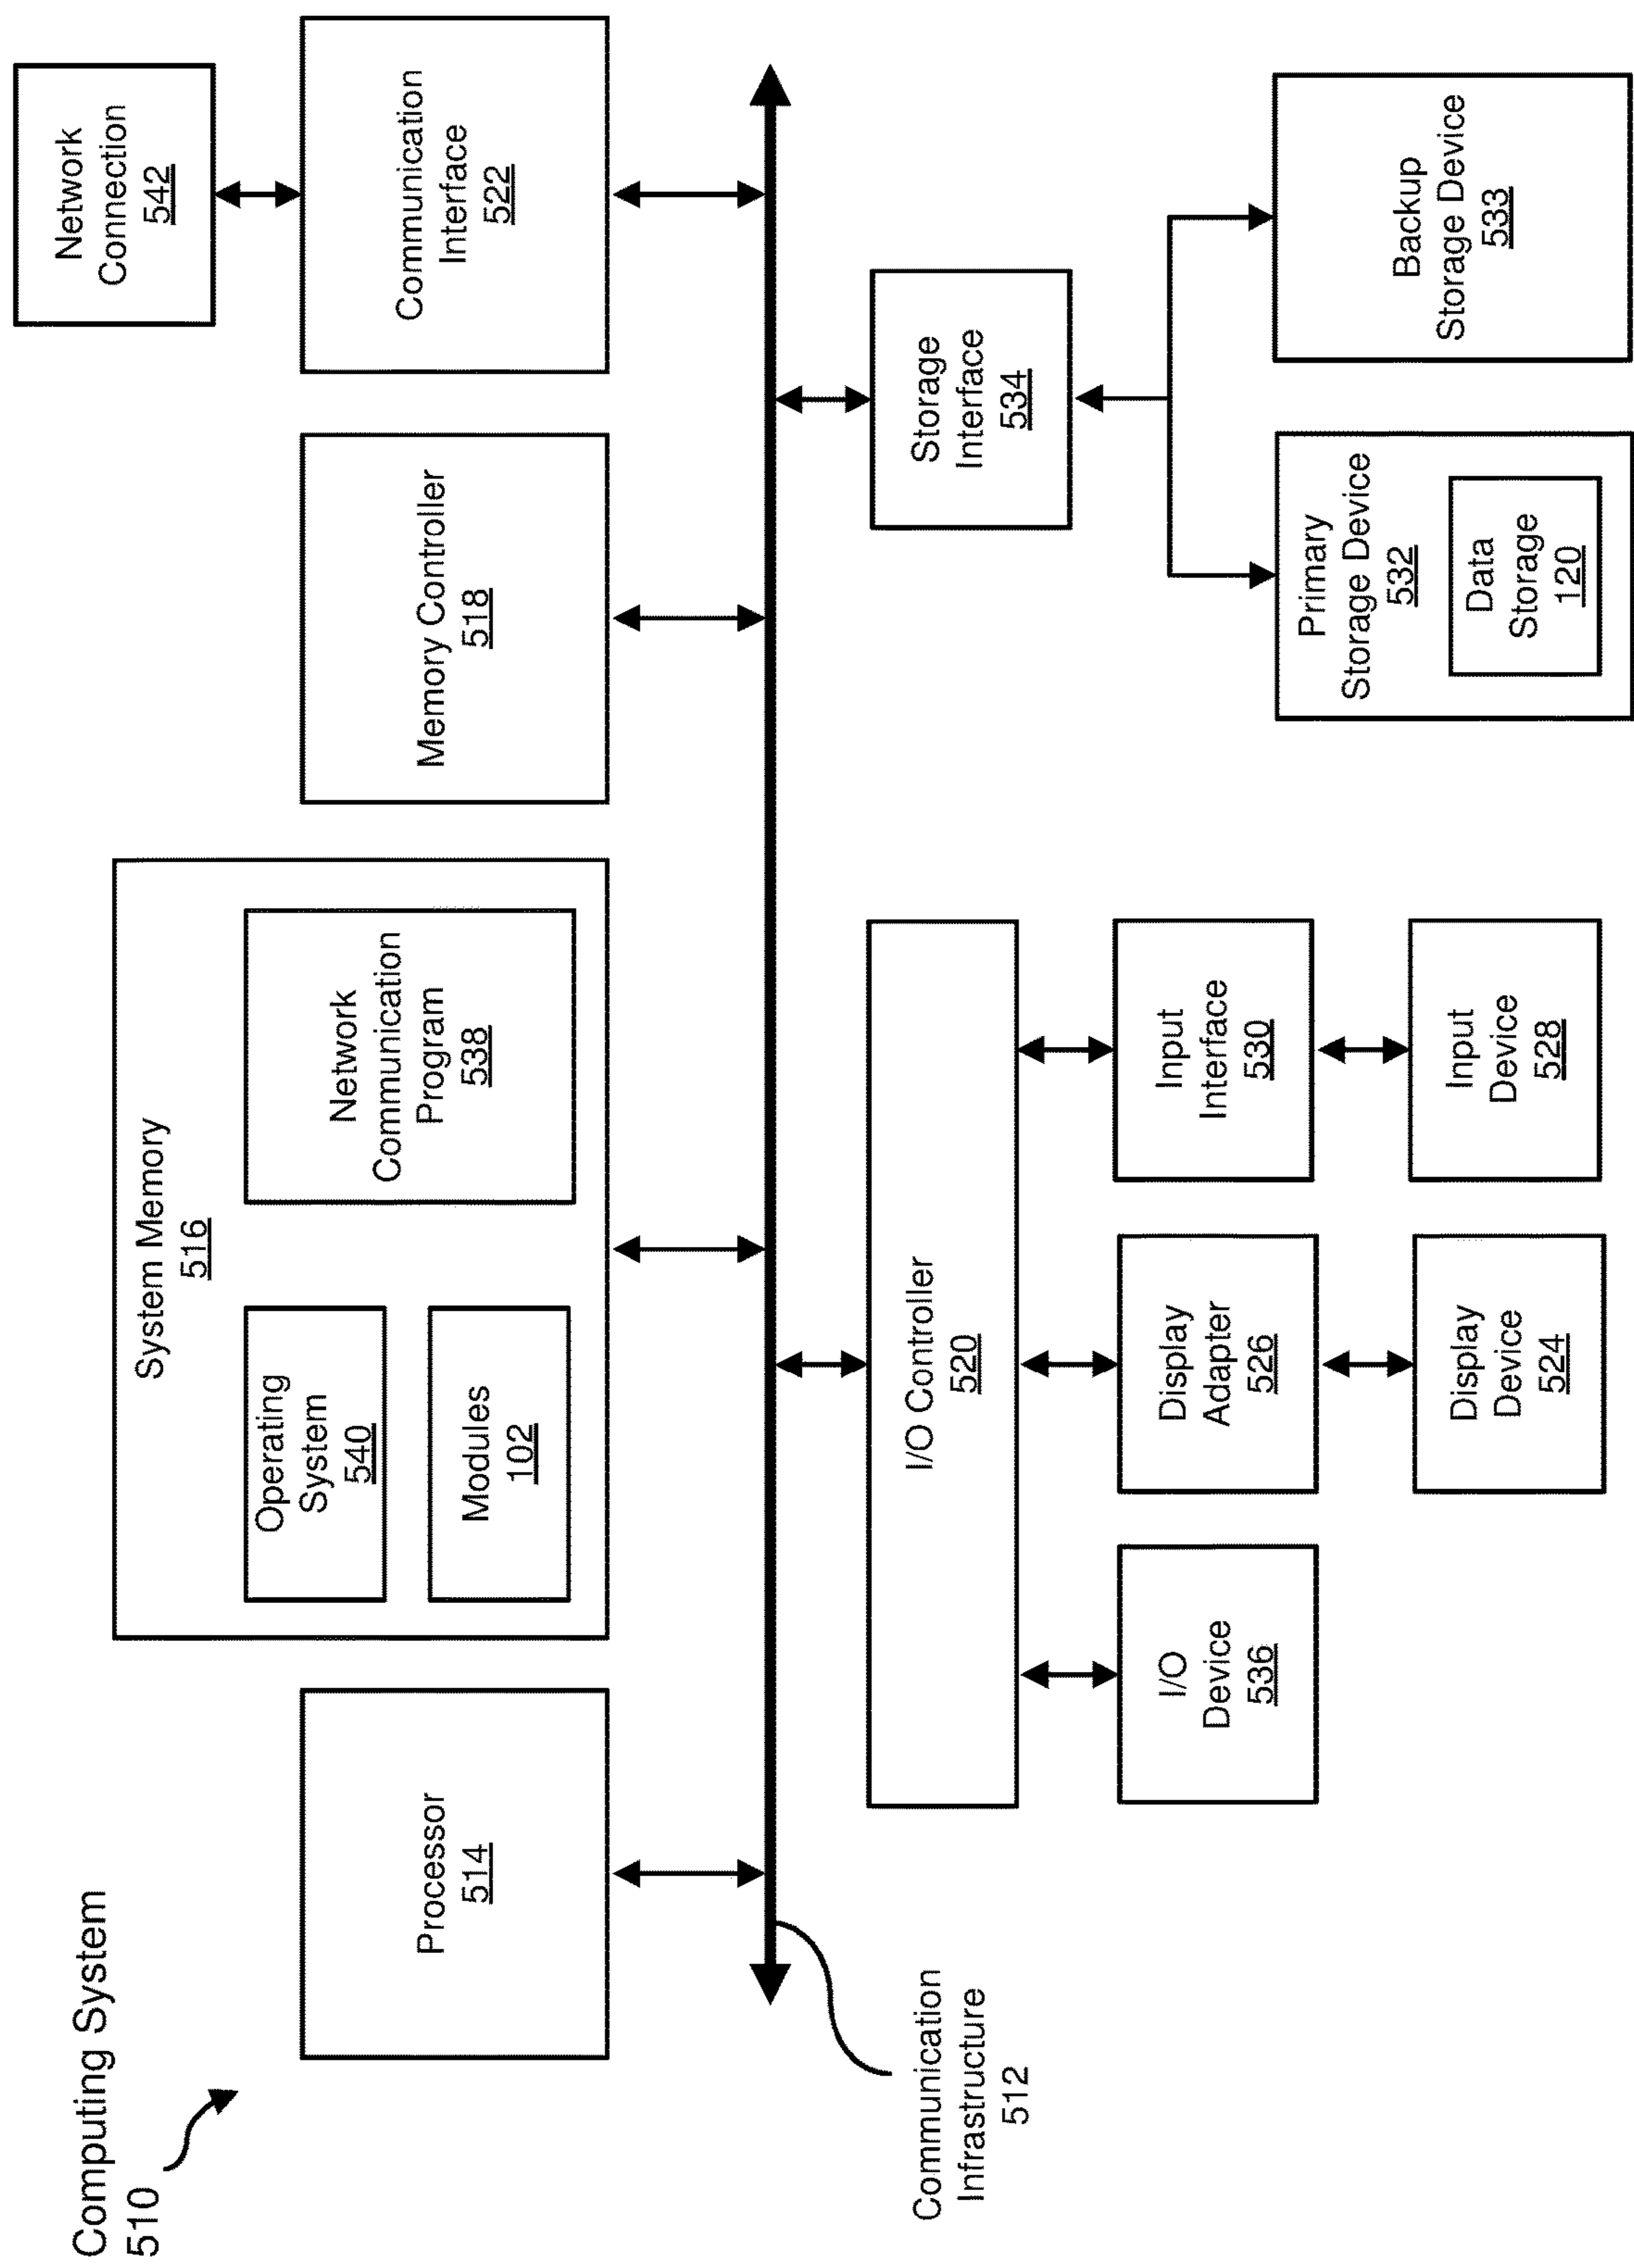 Computing System
510
Processor
514
System Memory
516
Operating
System
540
Modules
102
Network
Communication
Program
538
Memory Controller
518
Network
Connection
542
Communication
Interface
522
Communication
Infrastructure
512
I/O Controller
520
I/O
Device
536
Display
Adapter
526
Display
Device
524
Input
Interface
530
Input
Device
528
Storage
Interface
534
Primary
Storage Device
532
Data
Storage
120
Backup
Storage Device
533